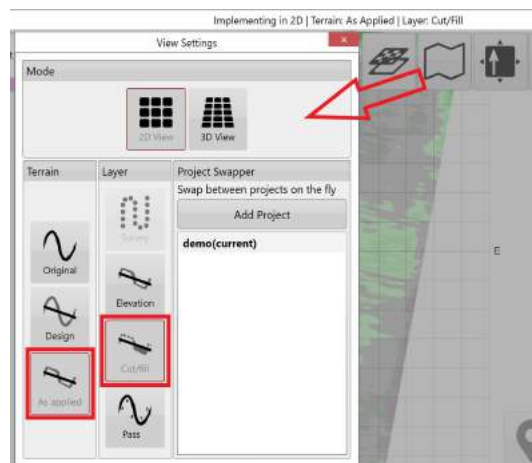 Implementing in 2D | Terrain: As Applied | Layer: Cut/Fill
View Settings
Mode
2D View
3D View
Terrain
Layer
Project Swapper
Swap between projects on the fly
Add Project
Survey
demo(current)
Original
Elevation
Design
Cut/fill
As applied
Pass
E